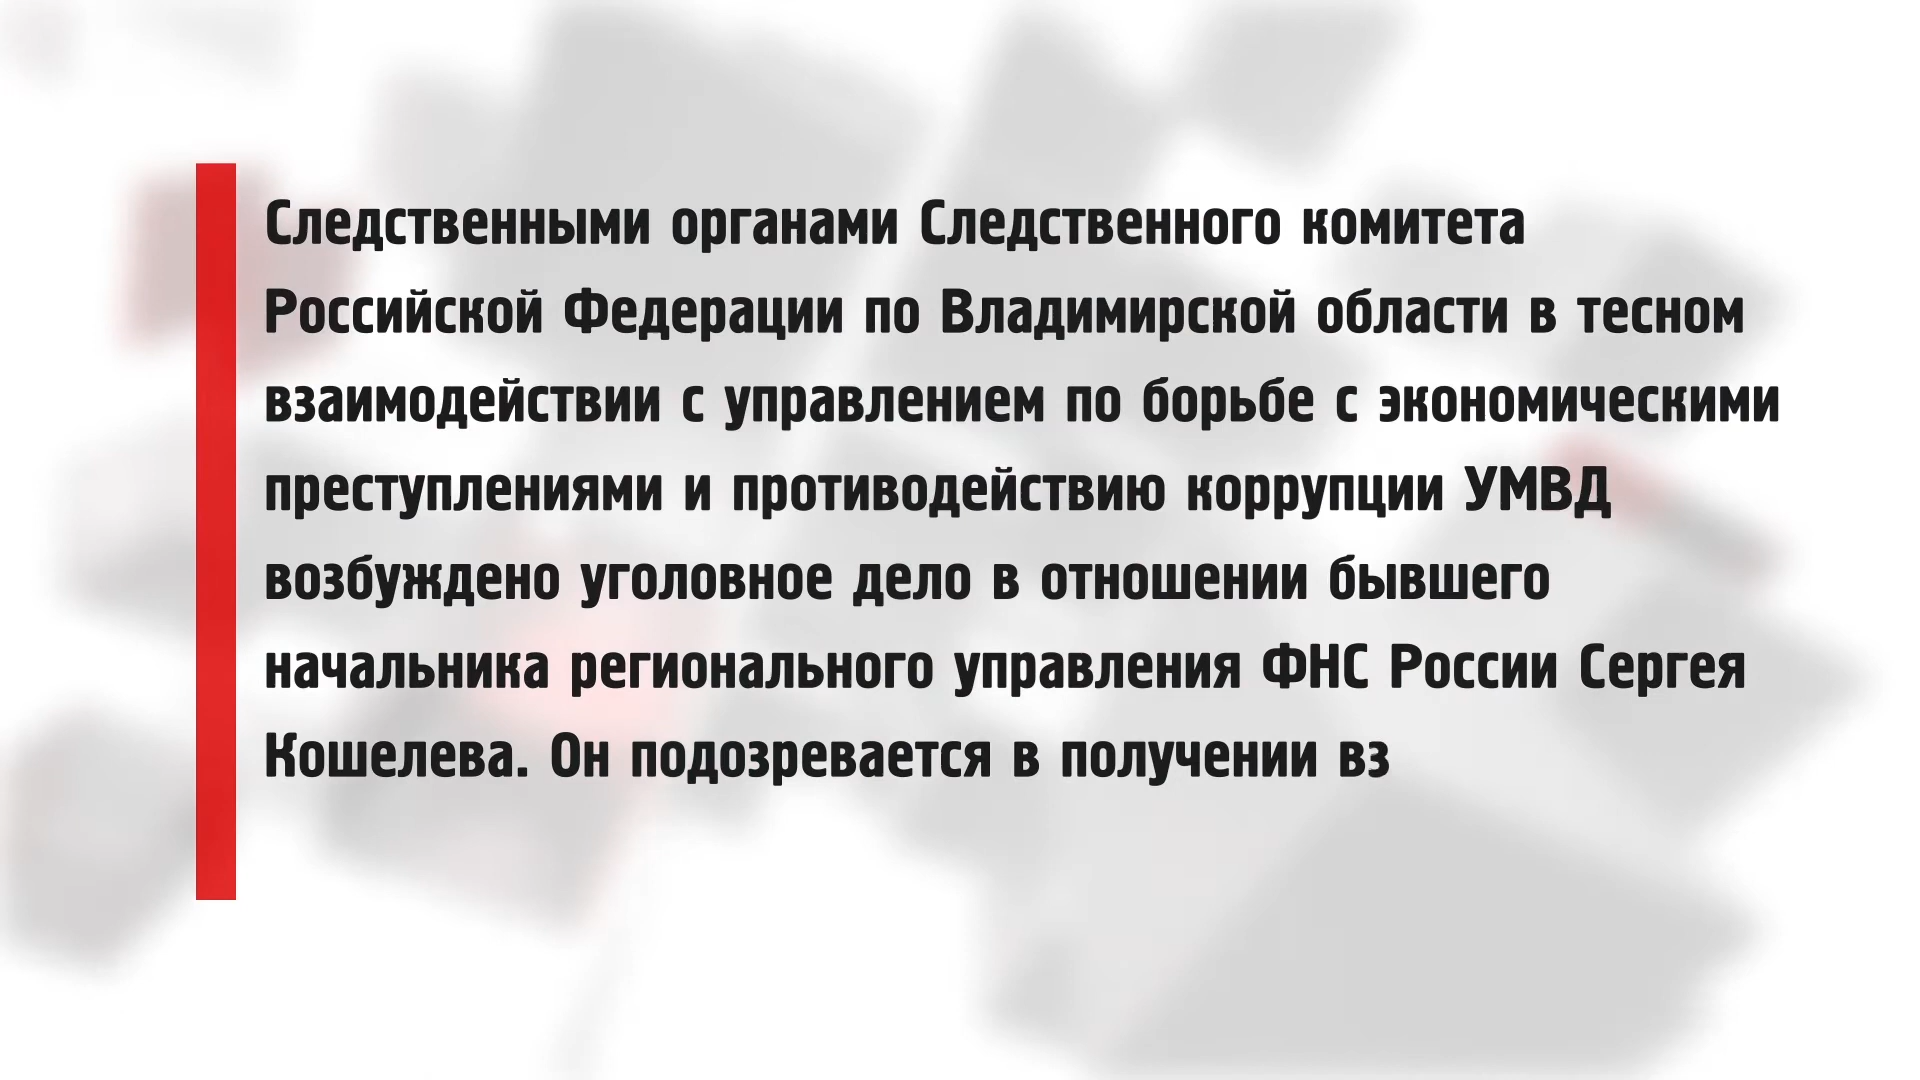 Следственными органами Следственного комитета
Российской Федерации по Владимирской области в тесном
взаимодействии с управлением по борьбе с экономическими
преступлениями и противодействию коррупции УМВД
возбуждено уголовное дело в отношении бывшего
начальника регионального управления ФНС России Сергея
Кошелева. Он подозревается в получении вз